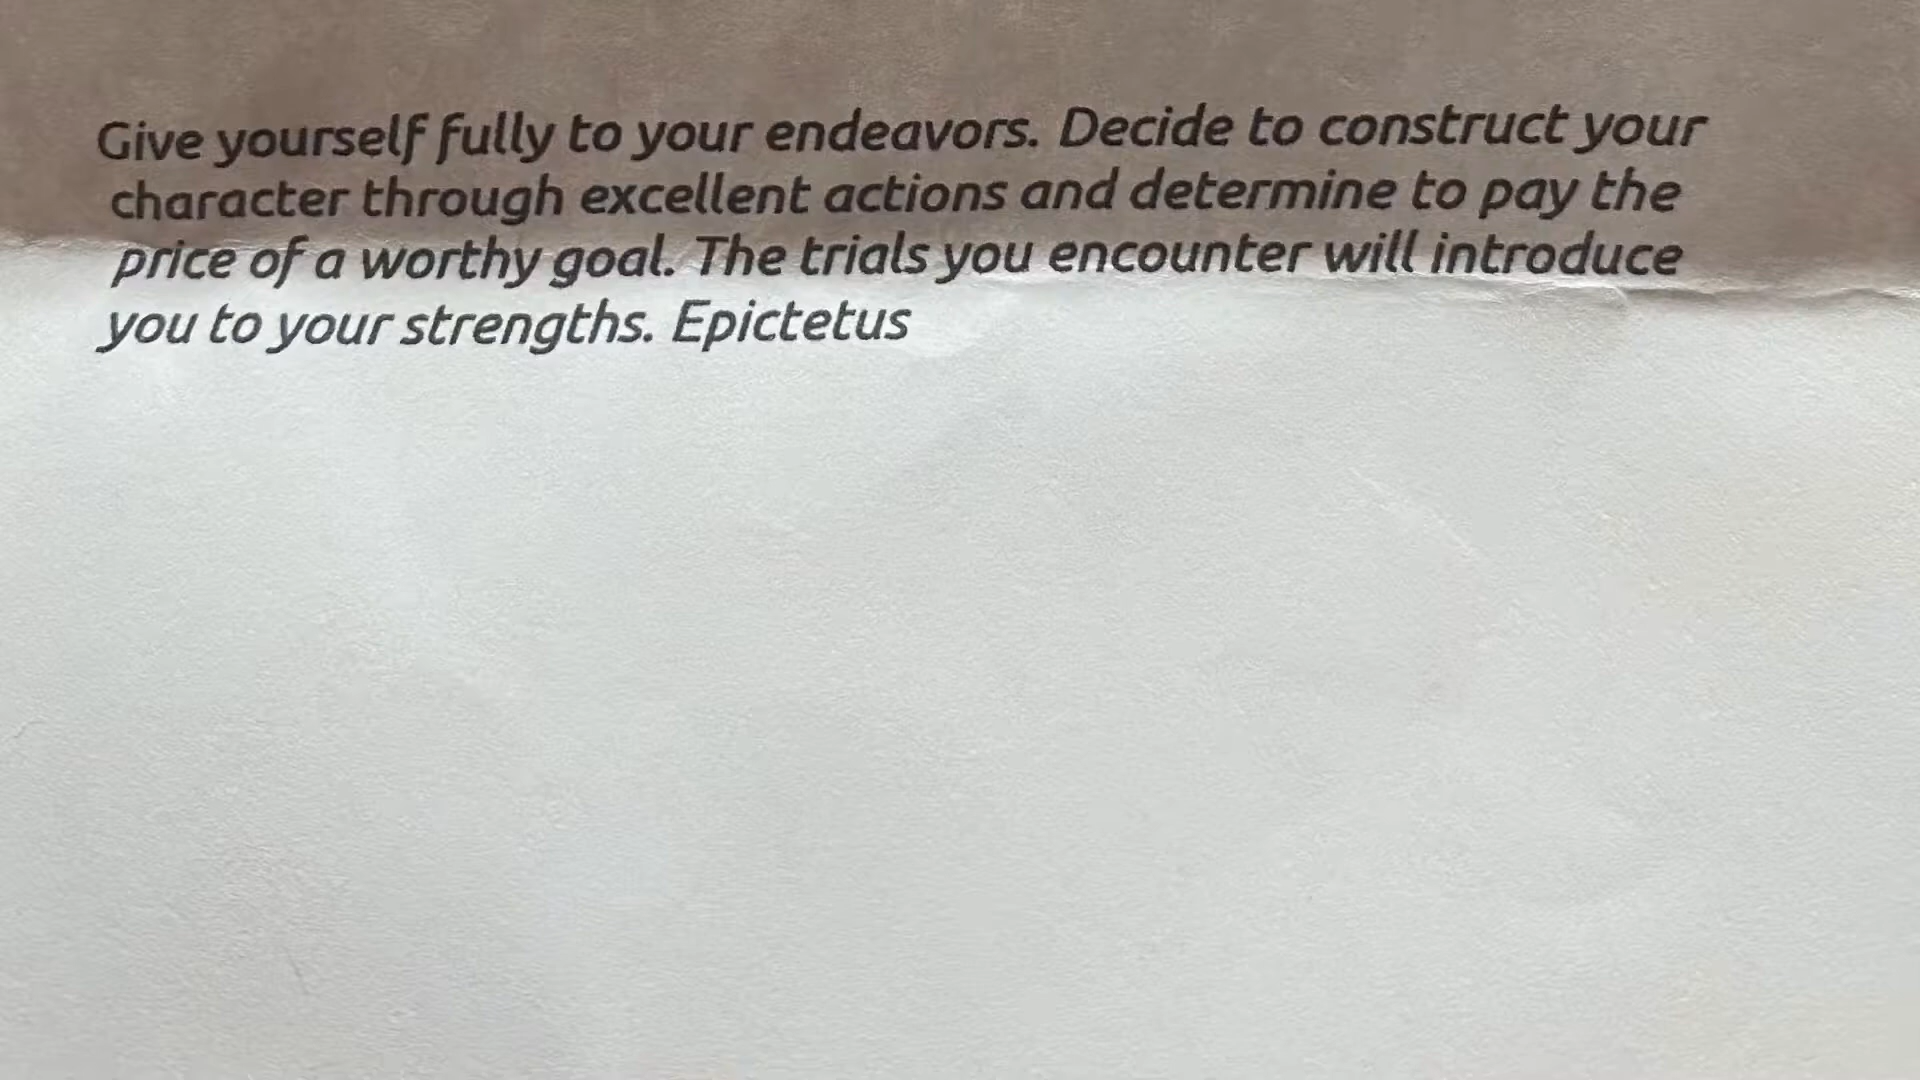 Give yourself fully to your endeavors. Decide to construct your
character through excellent actions and determine to pay the
price of a worthy goal. The trials you encounter will introduce
you to your strengths. Epictetus